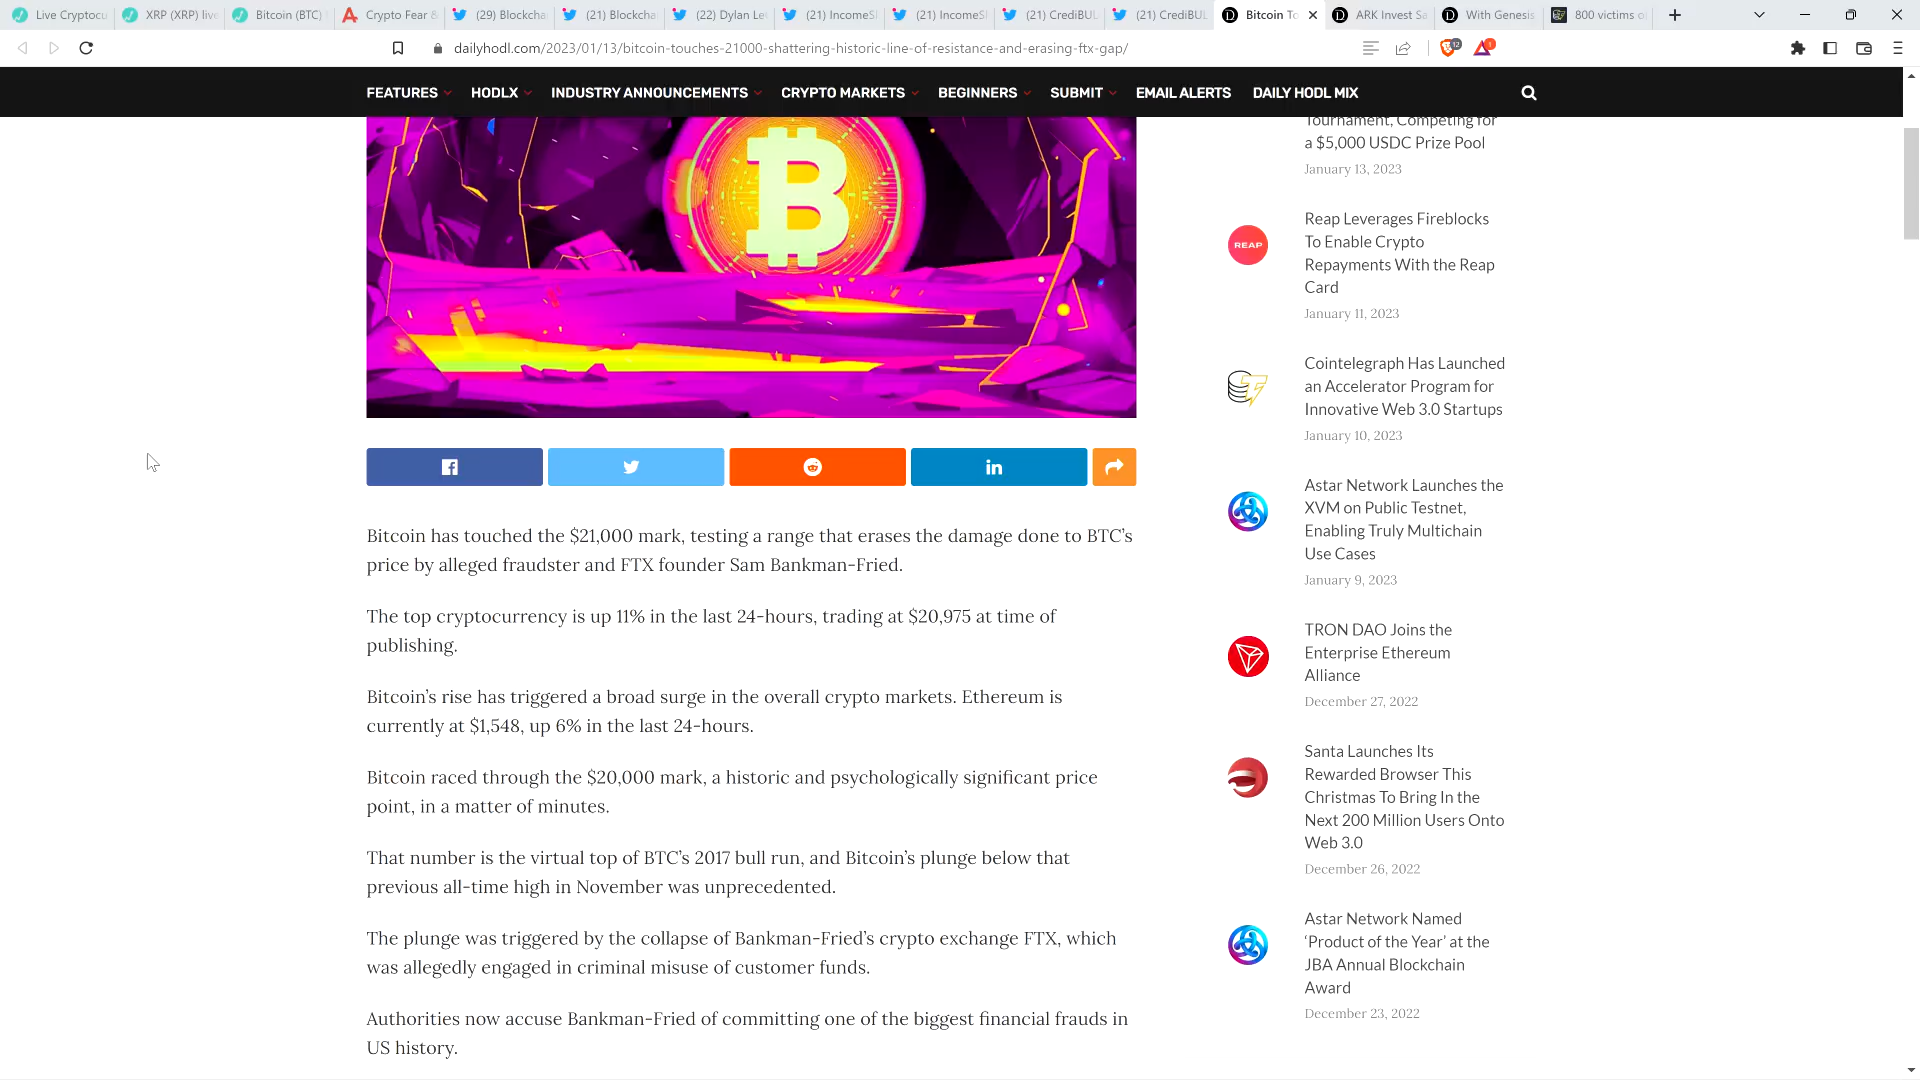 Live Cryptocu
XRP (XRP) live
Bitcoin (BTC)
Crypto Fear &
(29) Blockcha
(21) Blockcha
(22) Dylan Le
(21) IncomeS
(21) IncomeS
(21) CrediBUL
(21) CrediBUL
Bitcoin To
ARK Invest Sa
With Genesis
800 victims o
dailyhodl.com/2023/01/13/bitcoin-touches-21000-shattering-historic-line-of-resistance-and-erasing-ftx-gap/
12
FEATURES HODLX INDUSTRY ANNOUNCEMENTS CRYPTO MARKETS BEGINNERS SUBMIT EMAIL ALERTS DAILY HODL MIX
Bitcoin has touched the $21,000 mark, testing a range that erases the damage done to BTC’s
price by alleged fraudster and FTX founder Sam Bankman-Fried.
The top cryptocurrency is up 11% in the last 24-hours, trading at $20,975 at time of
publishing.
Bitcoin’s rise has triggered a broad surge in the overall crypto markets. Ethereum is
currently at $1,548, up 6% in the last 24-hours.
Bitcoin raced through the $20,000 mark, a historic and psychologically significant price
point, in a matter of minutes.
That number is the virtual top of BTC’s 2017 bull run, and Bitcoin’s plunge below that
previous all-time high in November was unprecedented.
The plunge was triggered by the collapse of Bankman-Fried’s crypto exchange FTX, which
was allegedly engaged in criminal misuse of customer funds.
Authorities now accuse Bankman-Fried of committing one of the biggest financial frauds in
US history.
Tournament, Competing for
a $5,000 USDC Prize Pool
January 13, 2023
REAP
Reap Leverages Fireblocks
To Enable Crypto
Repayments With the Reap
Card
January 11, 2023
Cointelegraph Has Launched
an Accelerator Program for
Innovative Web 3.0 Startups
January 10, 2023
Astar Network Launches the
XVM on Public Testnet,
Enabling Truly Multichain
Use Cases
January 9, 2023
TRON DAO Joins the
Enterprise Ethereum
Alliance
December 27, 2022
Santa Launches Its
Rewarded Browser This
Christmas To Bring In the
Next 200 Million Users Onto
Web 3.0
December 26, 2022
Astar Network Named
‘Product of the Year’ at the
JBA Annual Blockchain
Award
December 23, 2022